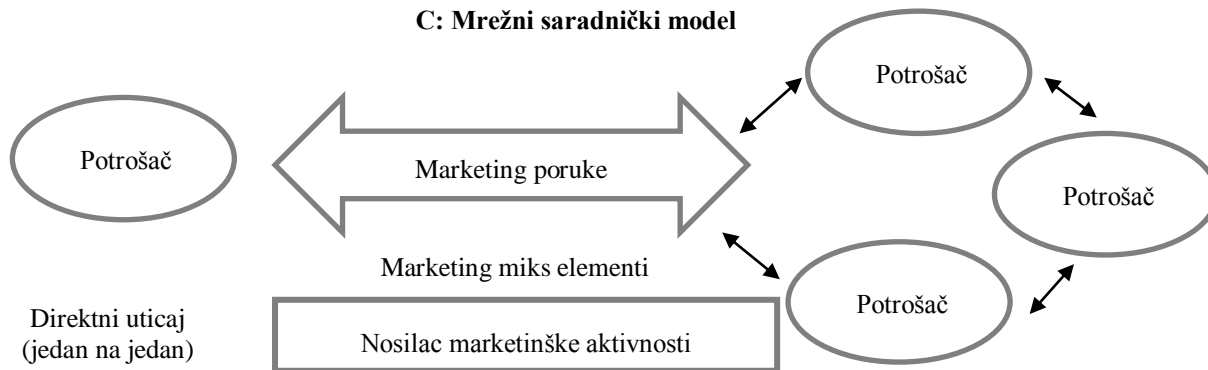 C: Mrežni saradnički model
Potrošač
Potrošač
Marketing poruke
Potrošač
Marketing miks elementi
Potrošač
Direktni uticaj
(jedan na jedan)
Nosilac marketinške aktivnosti